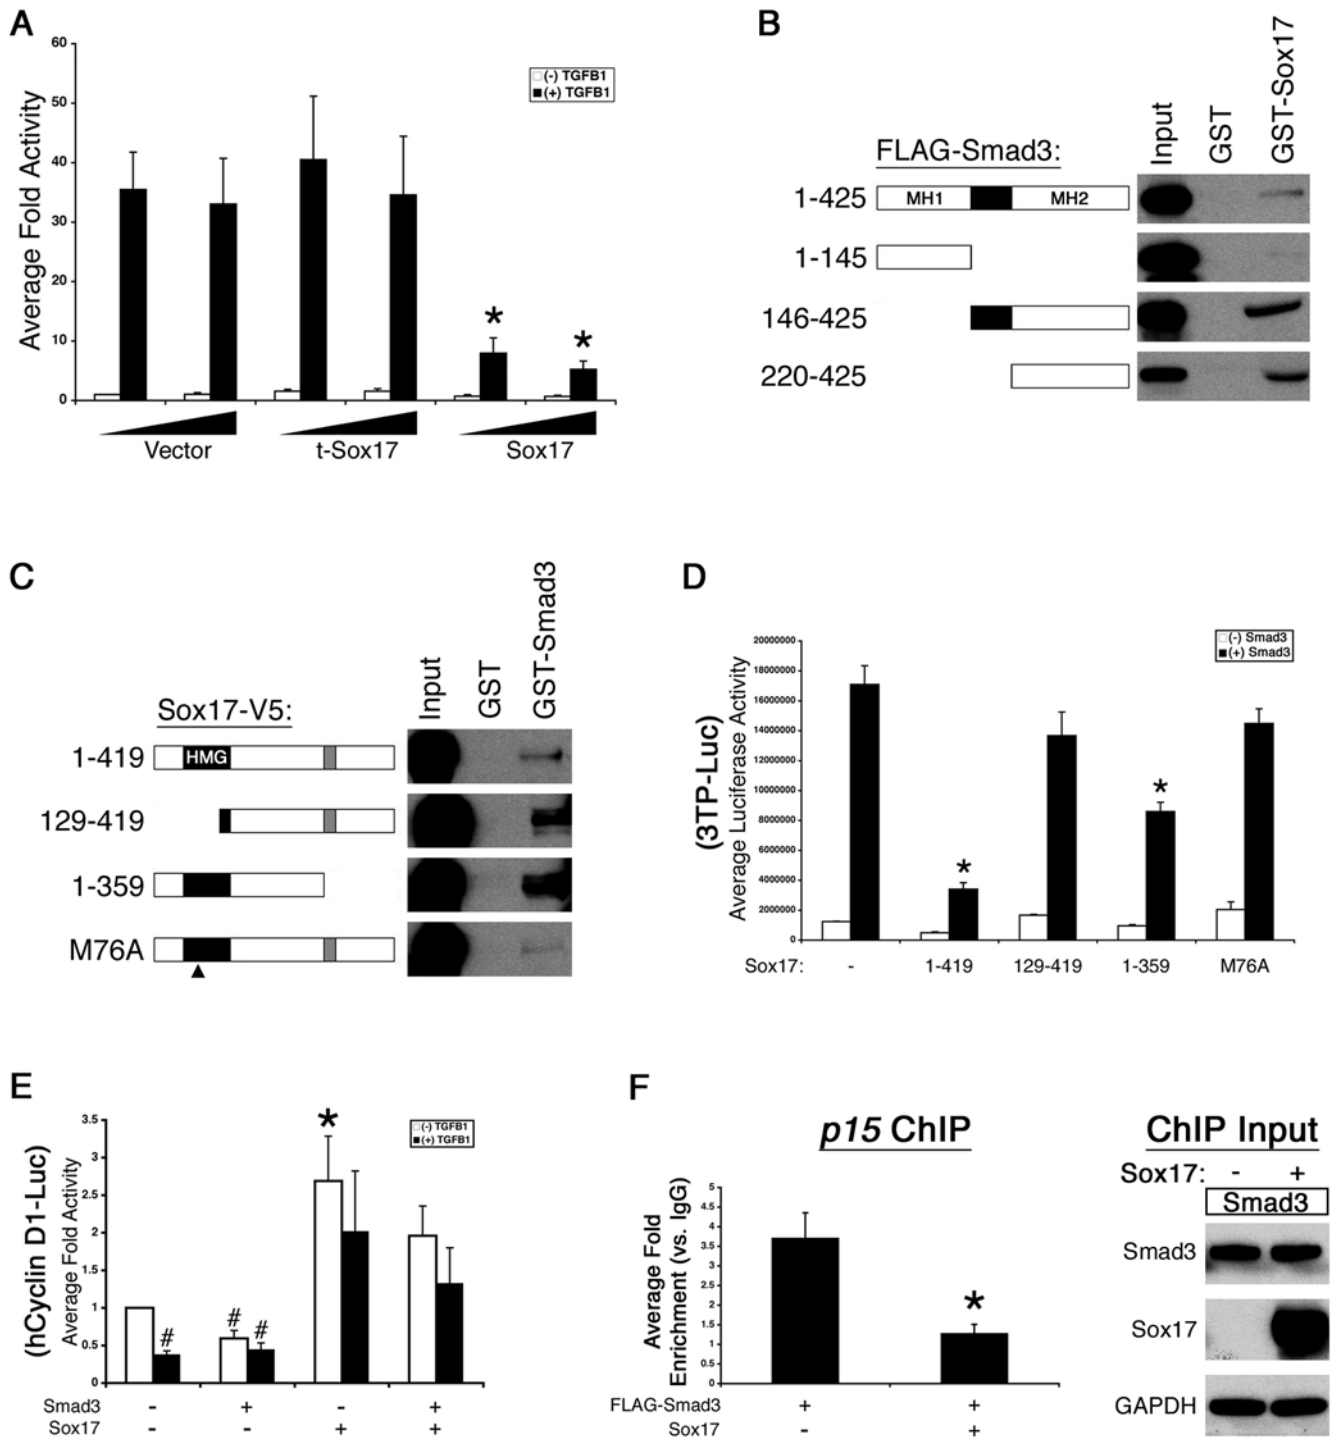 A
60
50
40
30
20
10
0
Average Fold Activity
(-) TGFB1
(+) TGFB1
*
*
Vector
t-Sox17
Sox17
B
Input
GST
GST-Sox17
FLAG-Smad3:
1-425
MH1
MH2
1-145
146-425
220-425
C
Input
GST
GST-Smad3
Sox17-V5:
1-419
HMG
129-419
1-359
M76A
D
(3TP-Luc)
Average Luciferase Activity
20000000
18000000
16000000
14000000
12000000
10000000
8000000
6000000
4000000
2000000
0
(-) Smad3
(+) Smad3
*
*
Sox17: - 1-419 129-419 1-359 M76A
E
(hCyclin D1-Luc)
Average Fold Activity
3.5
3
2.5
2
1.5
1
0.5
0
(-) TGFB1
(+) TGFB1
*
# # #
Smad3 - + - +
Sox17 - - + +
F
p15 ChIP
Average Fold
Enrichment (vs. IgG)
5
4.5
4
3.5
3
2.5
2
1.5
1
0.5
0
*
FLAG-Smad3 + +
Sox17 - +
ChIP Input
Sox17: - +
Smad3
Smad3
Sox17
GAPDH